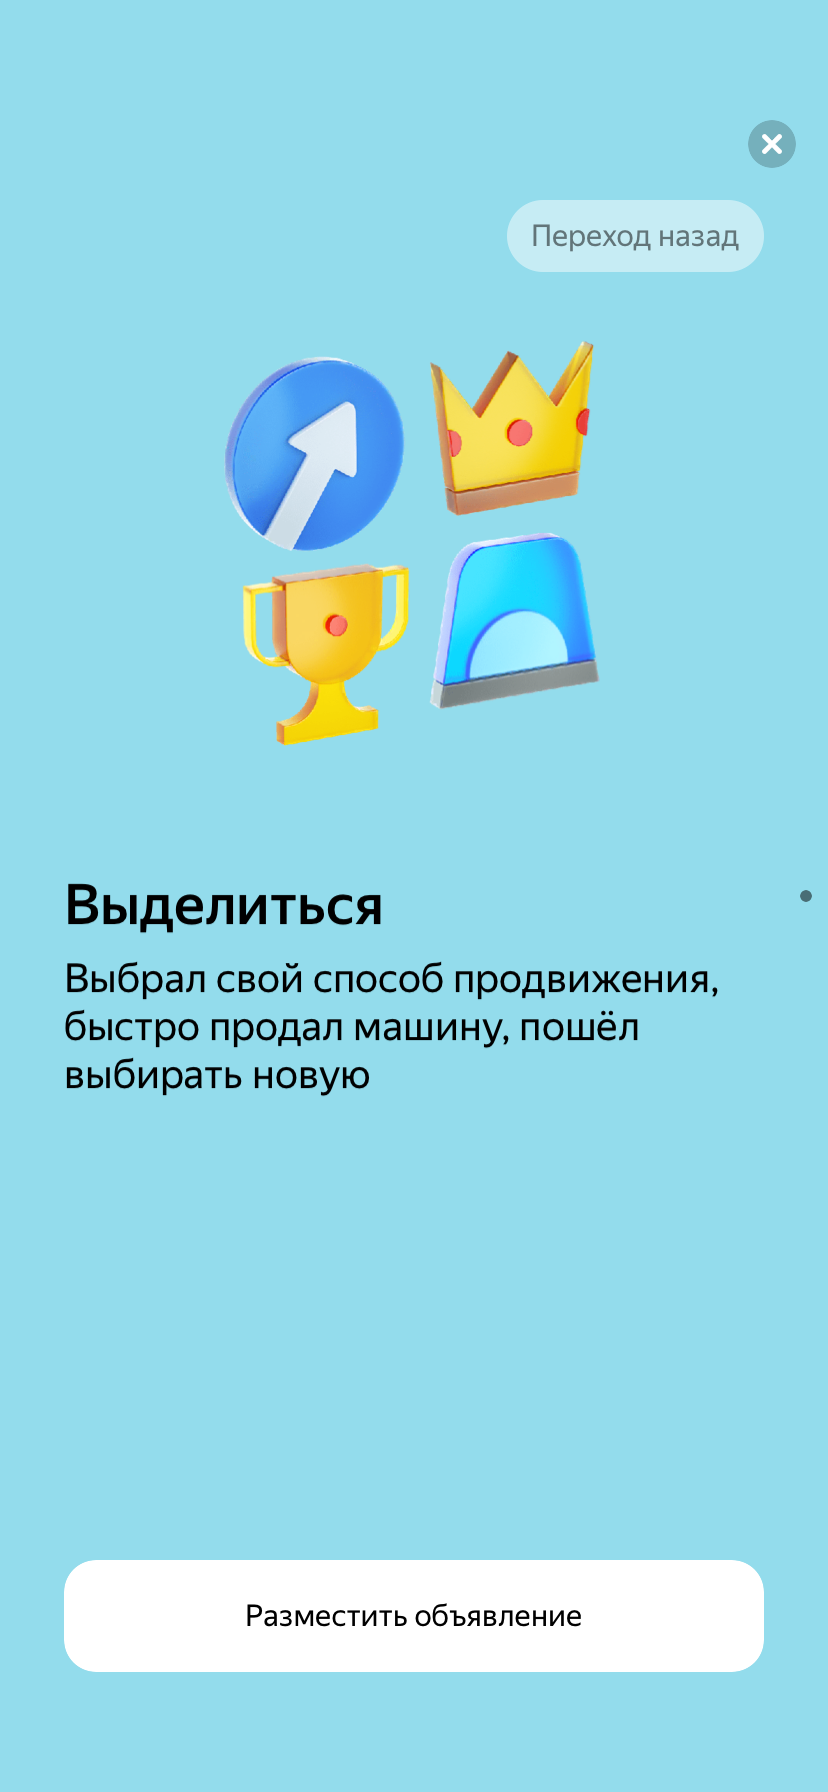 Переход назад
Выделиться
Выбрал свой способ продвижения,
быстро продал машину, пошёл
выбирать новую
Разместить объявление